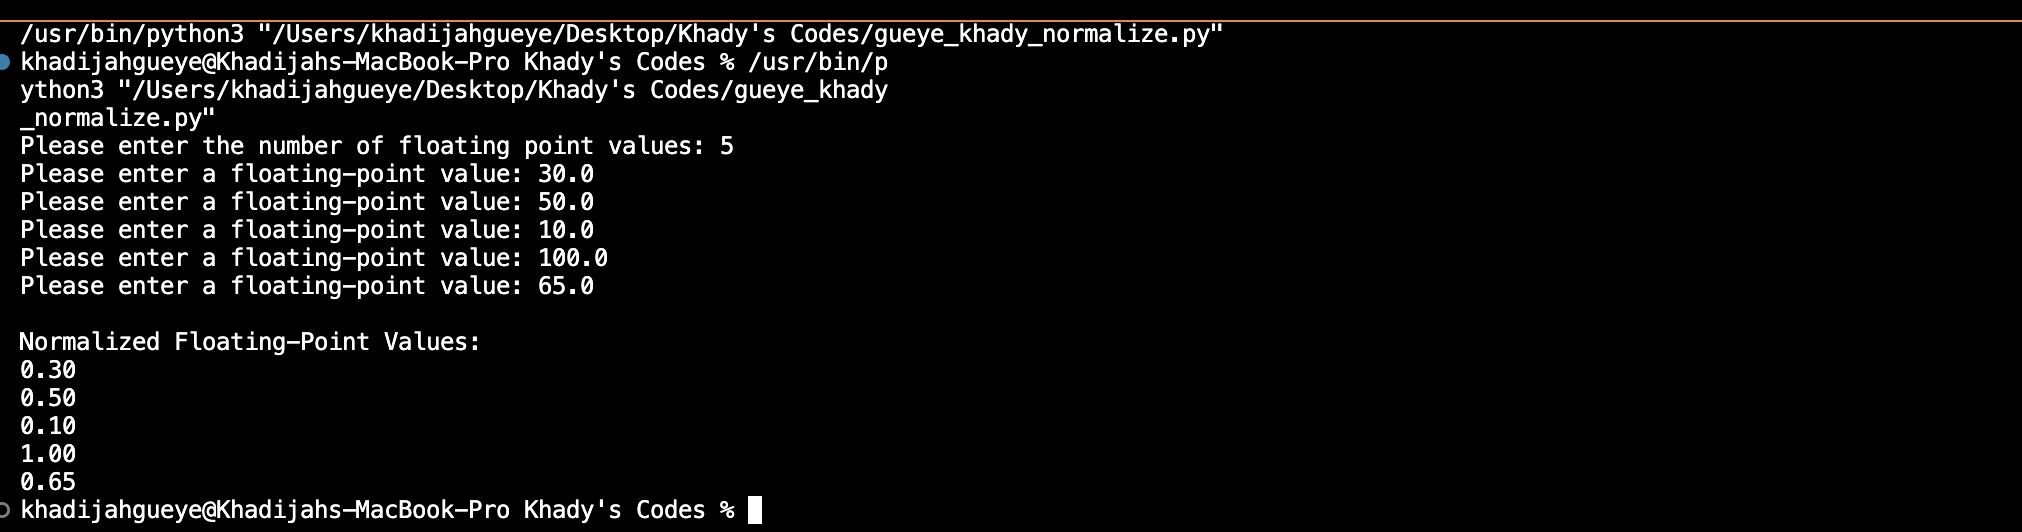 /usr/bin/python3 "/Users/khadijahgueye/Desktop/Khady's Codes/gueye_khady_normalize.py"
khadijahgueye@Khadijahs-MacBook-Pro Khady's Codes % /usr/bin/p
ython3 "/Users/khadijahgueye/Desktop/Khady's Codes/gueye_khady
_normalize.py"
Please enter the number of floating point values: 5
Please enter a floating-point value: 30.0
Please enter a floating-point value: 50.0
Please enter a floating-point value: 10.0
Please enter a floating-point value: 100.0
Please enter a floating-point value: 65.0
Normalized Floating-Point Values:
0.30
0.50
0.10
1.00
0.65
khadijahgueye@Khadijahs-MacBook-Pro Khady's Codes %